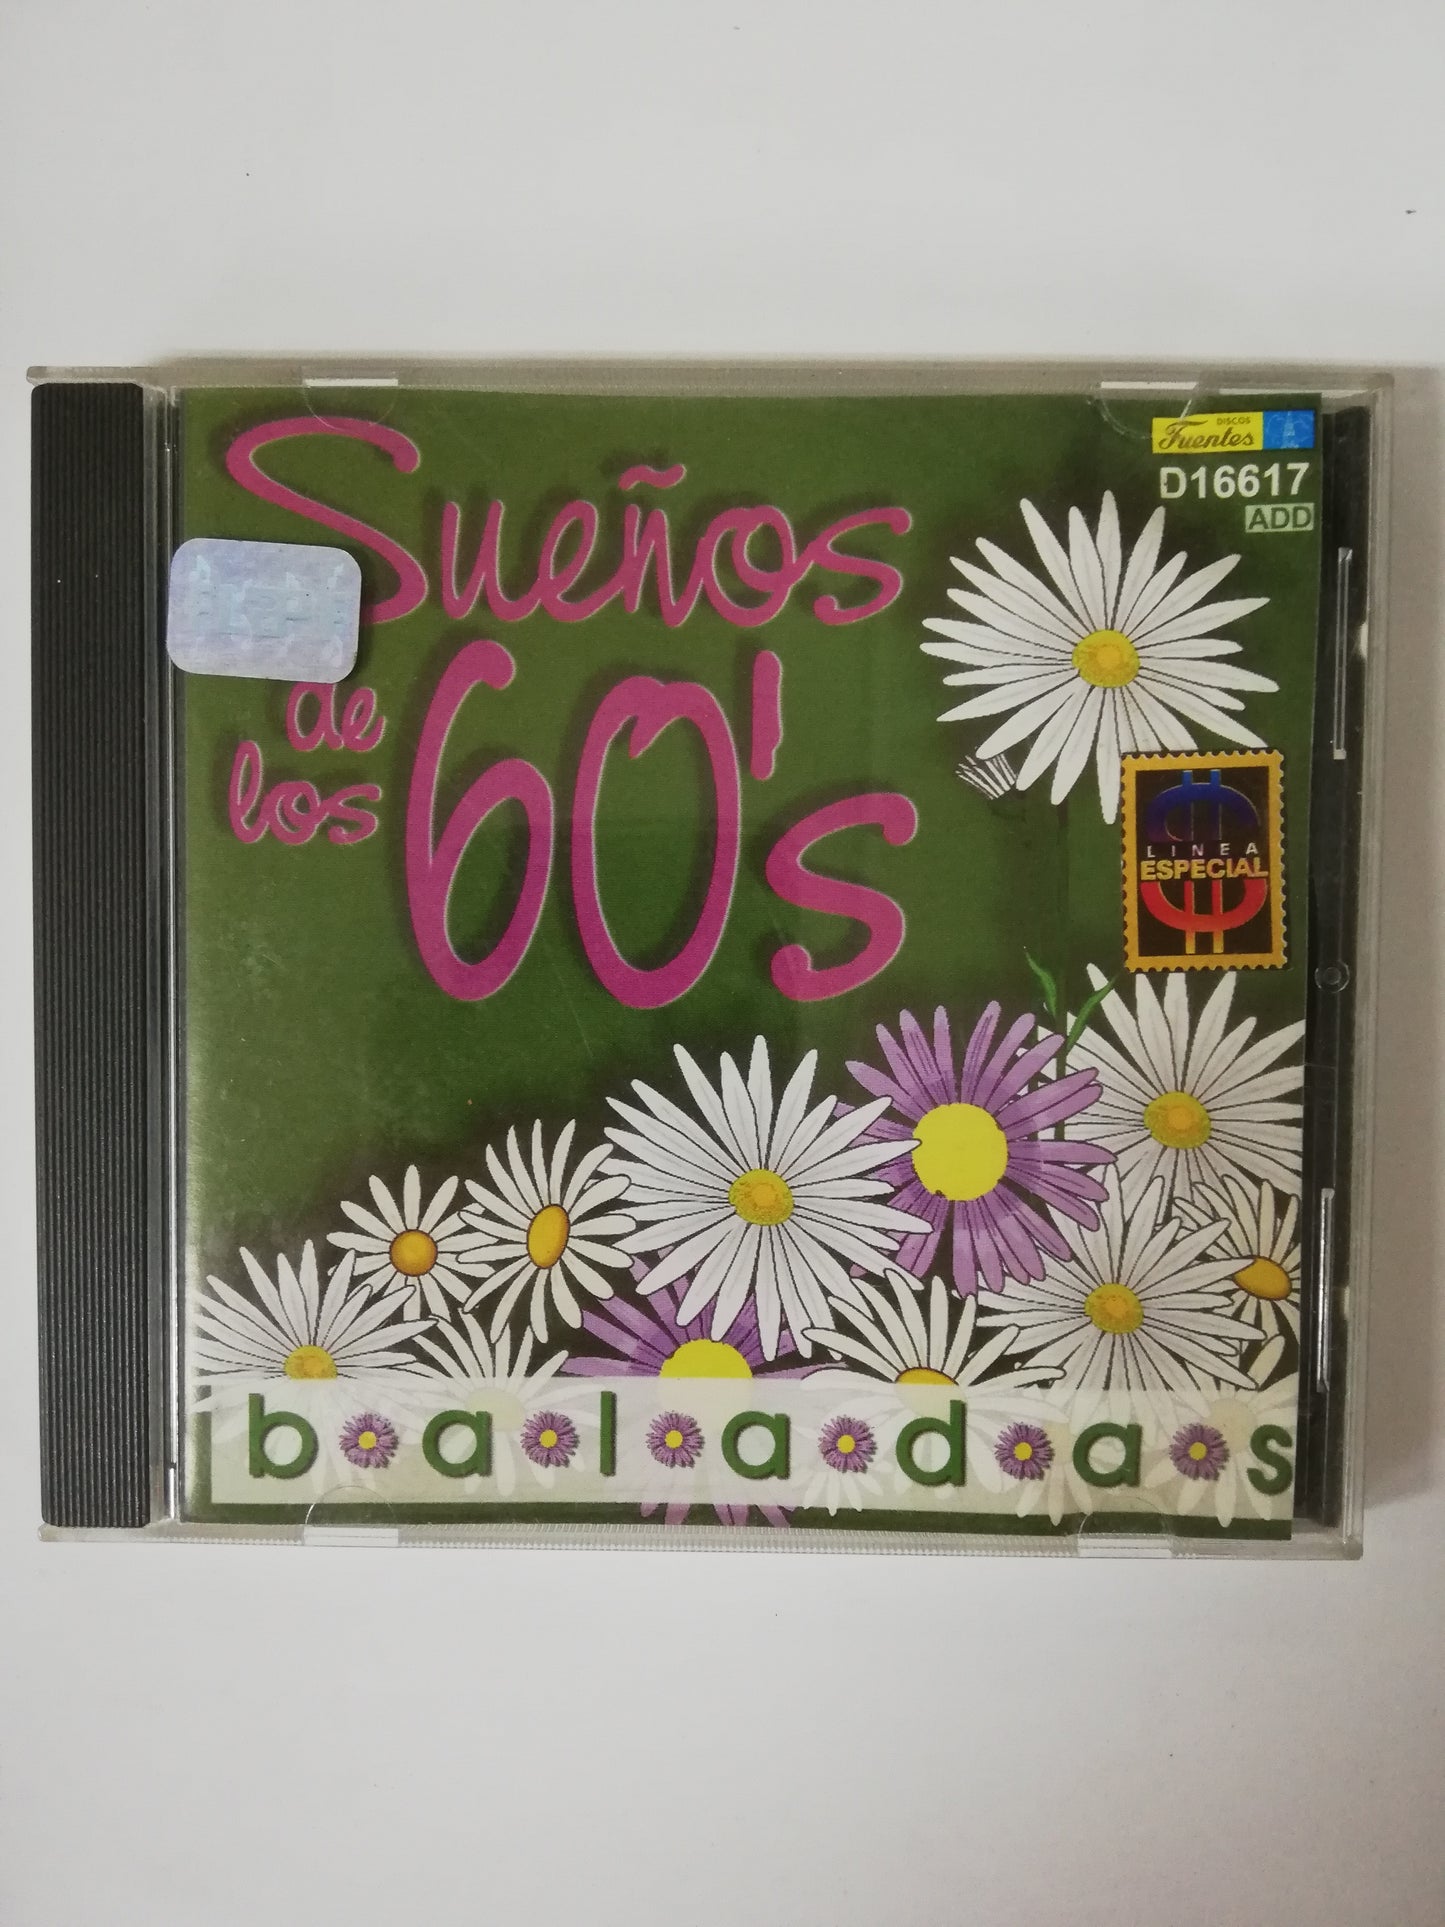 DISCOS
Fuentes
D16617
ADD
Sueños
de
los
60's
LINEA
ESPECIAL
baladas